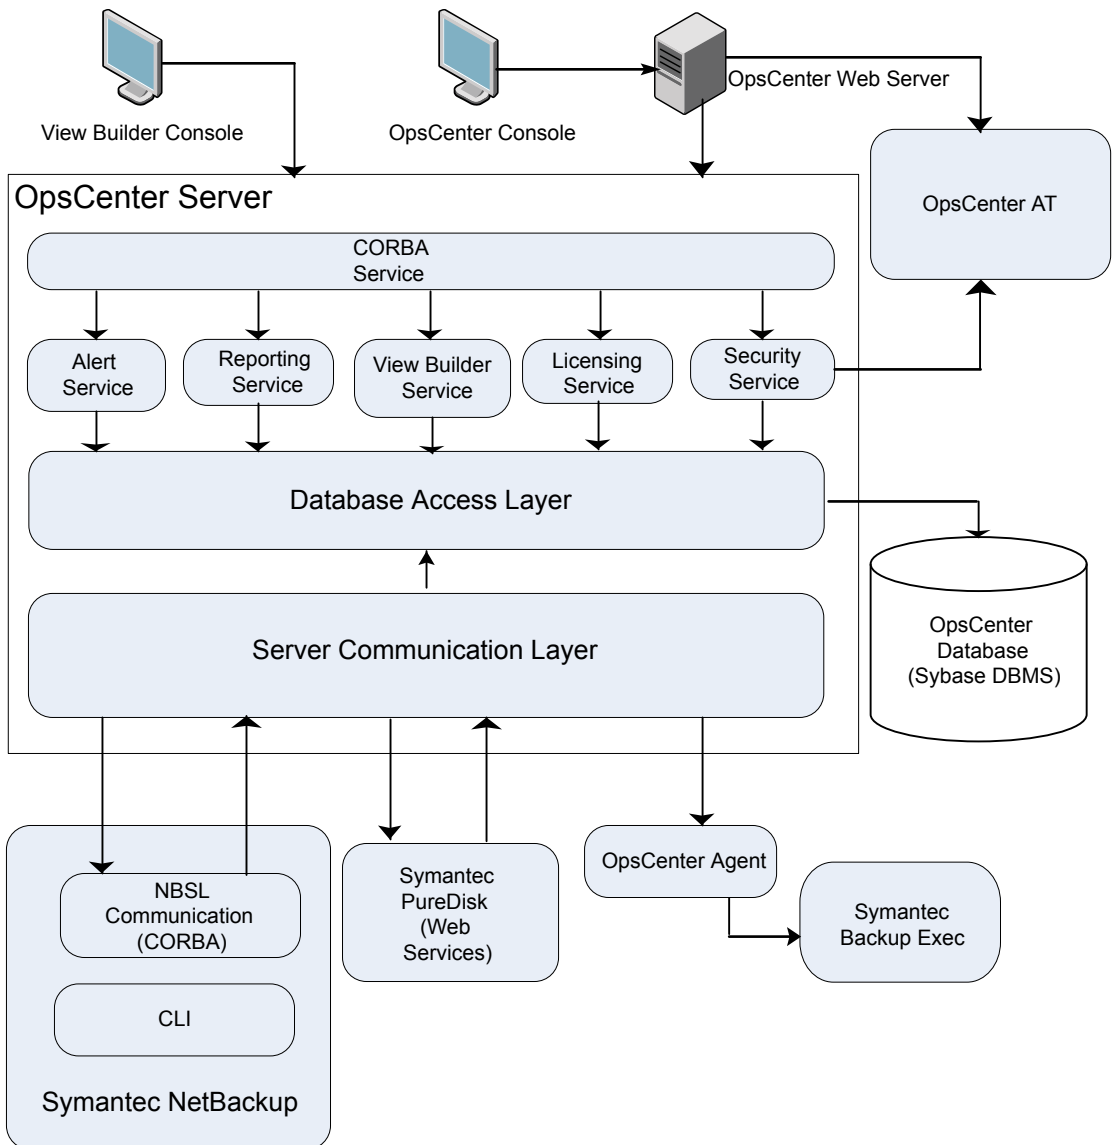 OpsCenter Web Server
View Builder Console
OpsCenter Console
OpsCenter Server
OpsCenter AT
CORBA
Service
Alert
Service
Reporting
Service
View Builder
Service
Licensing
Service
Security
Service
Database Access Layer
Server Communication Layer
OpsCenter
Database
(Sybase DBMS)
NBSL
Communication
(CORBA)
CLI
Symantec NetBackup
Symantec
PureDisk
(Web
Services)
OpsCenter Agent
Symantec
Backup Exec